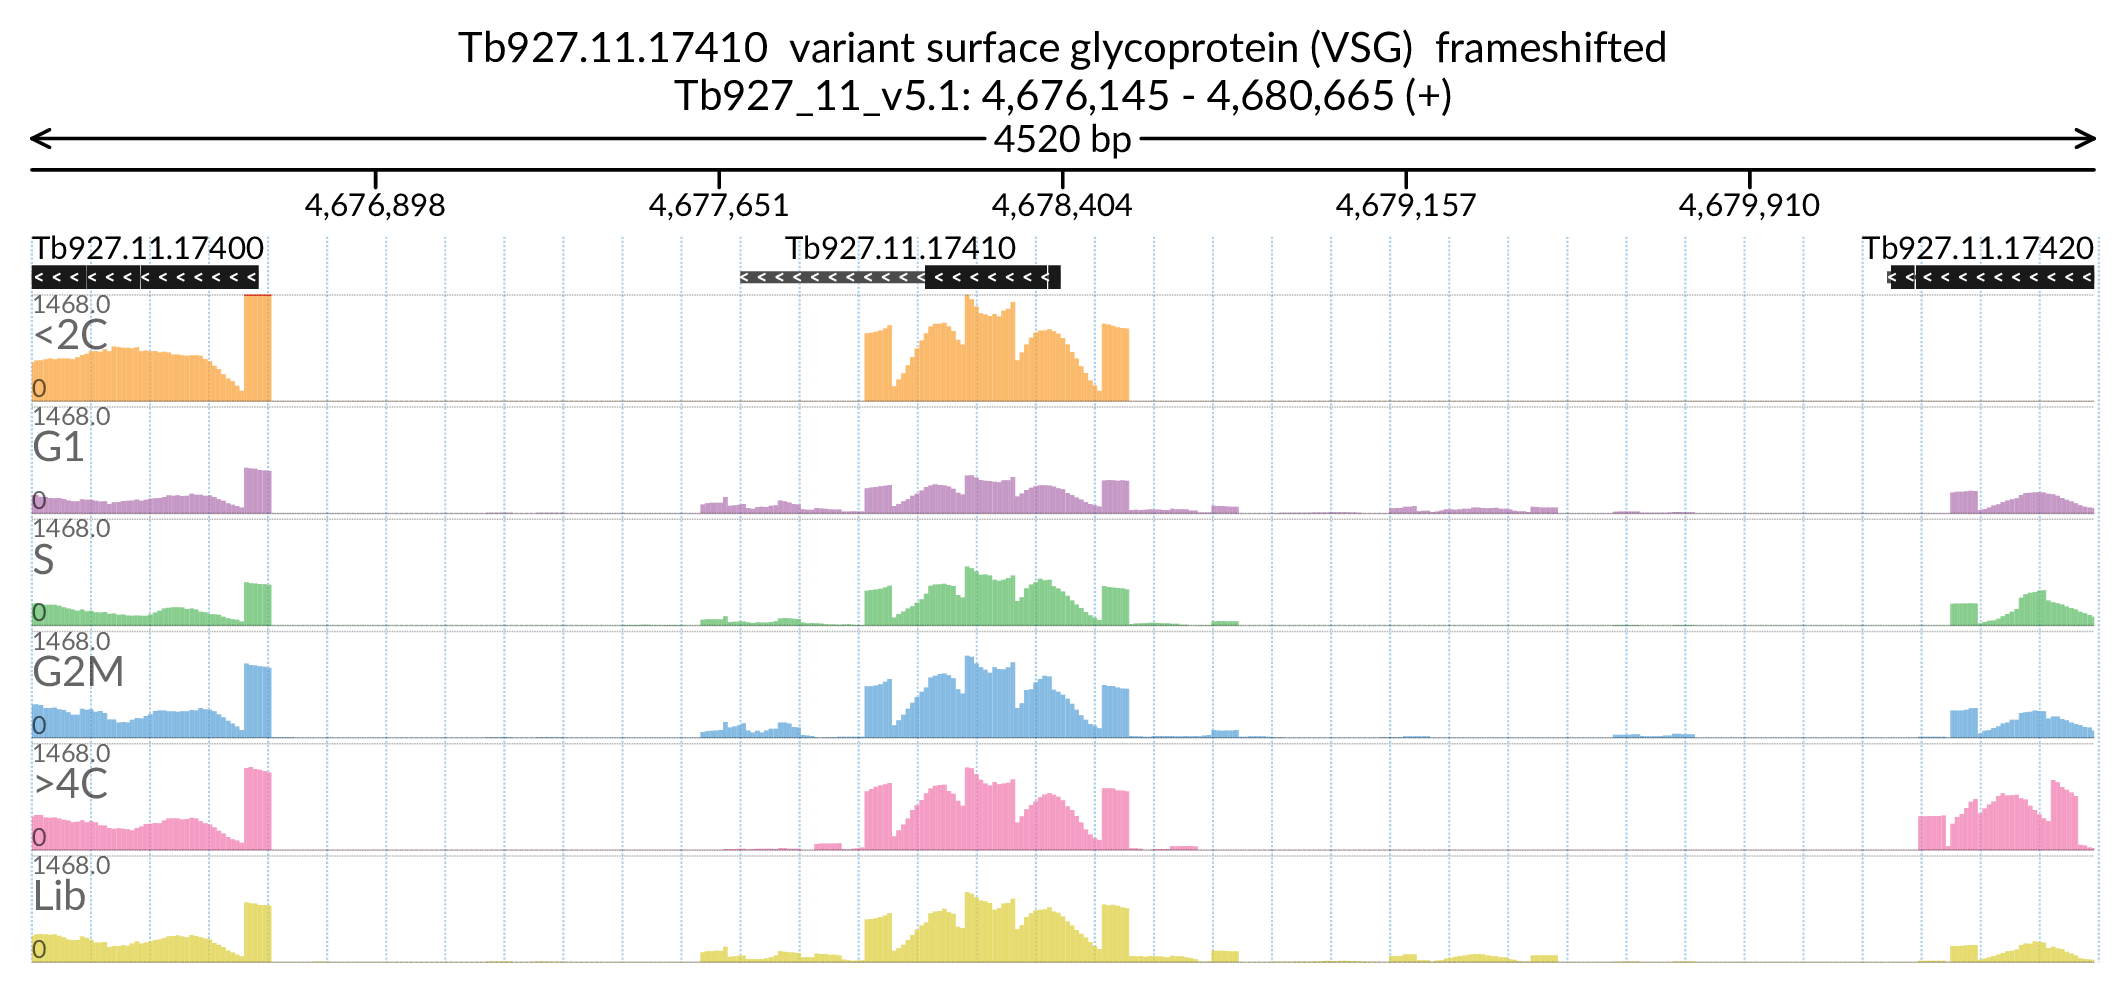 Tb927.11.17410  variant surface glycoprotein (VSG)  frameshifted
Tb927_11_v5.1: 4,676,145 - 4,680,665 (+)
4520 bp
4,676,898 4,677,651 4,678,404 4,679,157 4,679,910
Tb927.11.17400 Tb927.11.17410 Tb927.11.17420
1468.0
<2C
0
1468.0
G1
0
1468.0
S
0
1468.0
G2M
0
1468.0
>4C
0
1468.0
Lib
0